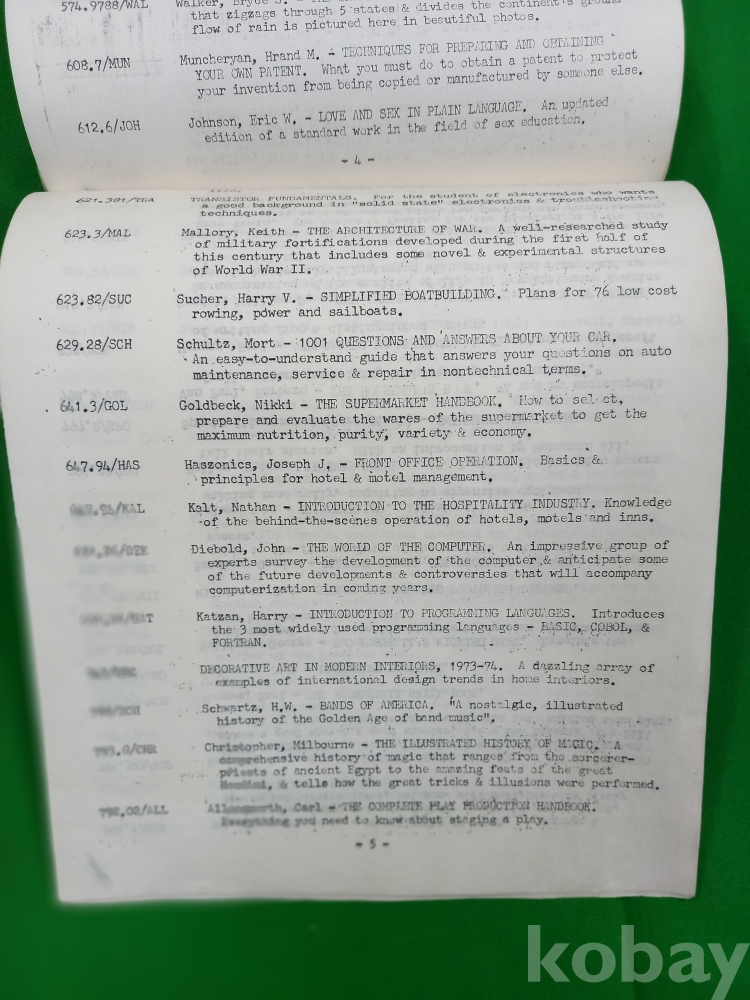 574.9788/WAL Walker, Bryce S. - THE
that zigzags through 5 states & divides the continent's ground
flow of rain is pictured here in beautiful photos.
608.7/MUN Muncheryan, Hrand M. - TECHNIQUES FOR PREPARING AND OBTAINING
YOUR OWN PATENT. What you must do to obtain a patent to protect
your invention from being copied or manufactured by someone else.
612.6/JOH Johnson, Eric W. - LOVE AND SEX IN PLAIN LANGUAGE. An updated
edition of a standard work in the field of sex education.
- 4 -
621.381/TRA TRANSISTOR FUNDAMENTALS. For the student of electronics who wants
a good background in "solid state" electronics & troubleshooting
techniques.
623.3/MAL Mallory, Keith - THE ARCHITECTURE OF WAR. A well-researched study
of military fortifications developed during the first half of
this century that includes some novel & experimental structures
of World War II.
623.82/SUC Sucher, Harry V. - SIMPLIFIED BOATBUILDING. Plans for 76 low cost
rowing, power and sailboats.
629.28/SCH Schultz, Mort - 1001 QUESTIONS AND ANSWERS ABOUT YOUR CAR.
An easy-to-understand guide that answers your questions on auto
maintenance, service & repair in nontechnical terms.
641.3/GOL Goldbeck, Nikki - THE SUPERMARKET HANDBOOK. How to select,
prepare and evaluate the wares of the supermarket to get the
maximum nutrition, purity, variety & economy.
647.94/HAS Haszonics, Joseph J. - FRONT OFFICE OPERATION. Basics &
principles for hotel & motel management.
Kalt, Nathan - INTRODUCTION TO THE HOSPITALITY INDUSTRY. Knowledge
of the behind-the-scenes operation of hotels, motels and inns.
Diebold, John - THE WORLD OF THE COMPUTER. An impressive group of
experts survey the development of the computer & anticipate some
of the future developments & controversies that will accompany
computerization in coming years.
Katzan, Harry - INTRODUCTION TO PROGRAMMING LANGUAGES. Introduces
the 3 most widely used programming languages - BASIC, COBOL, &
FORTRAN.
DECORATIVE ART IN MODERN INTERIORS, 1973-74. A dazzling array of
examples of international design trends in home interiors.
Schwartz, H.W. - BANDS OF AMERICA. "A nostalgic, illustrated
history of the Golden Age of band music".
793.8/CHR Christopher, Milbourne - THE ILLUSTRATED HISTORY OF MAGIC. A
comprehensive history of magic that ranges from the sorcerer-
priests of ancient Egypt to the amazing feats of the great
Houdini, & tells how the great tricks & illusions were performed.
792.02/ALL Allensworth, Carl - THE COMPLETE PLAY PRODUCTION HANDBOOK.
Everything you need to know about staging a play.
- 5 -
kobay